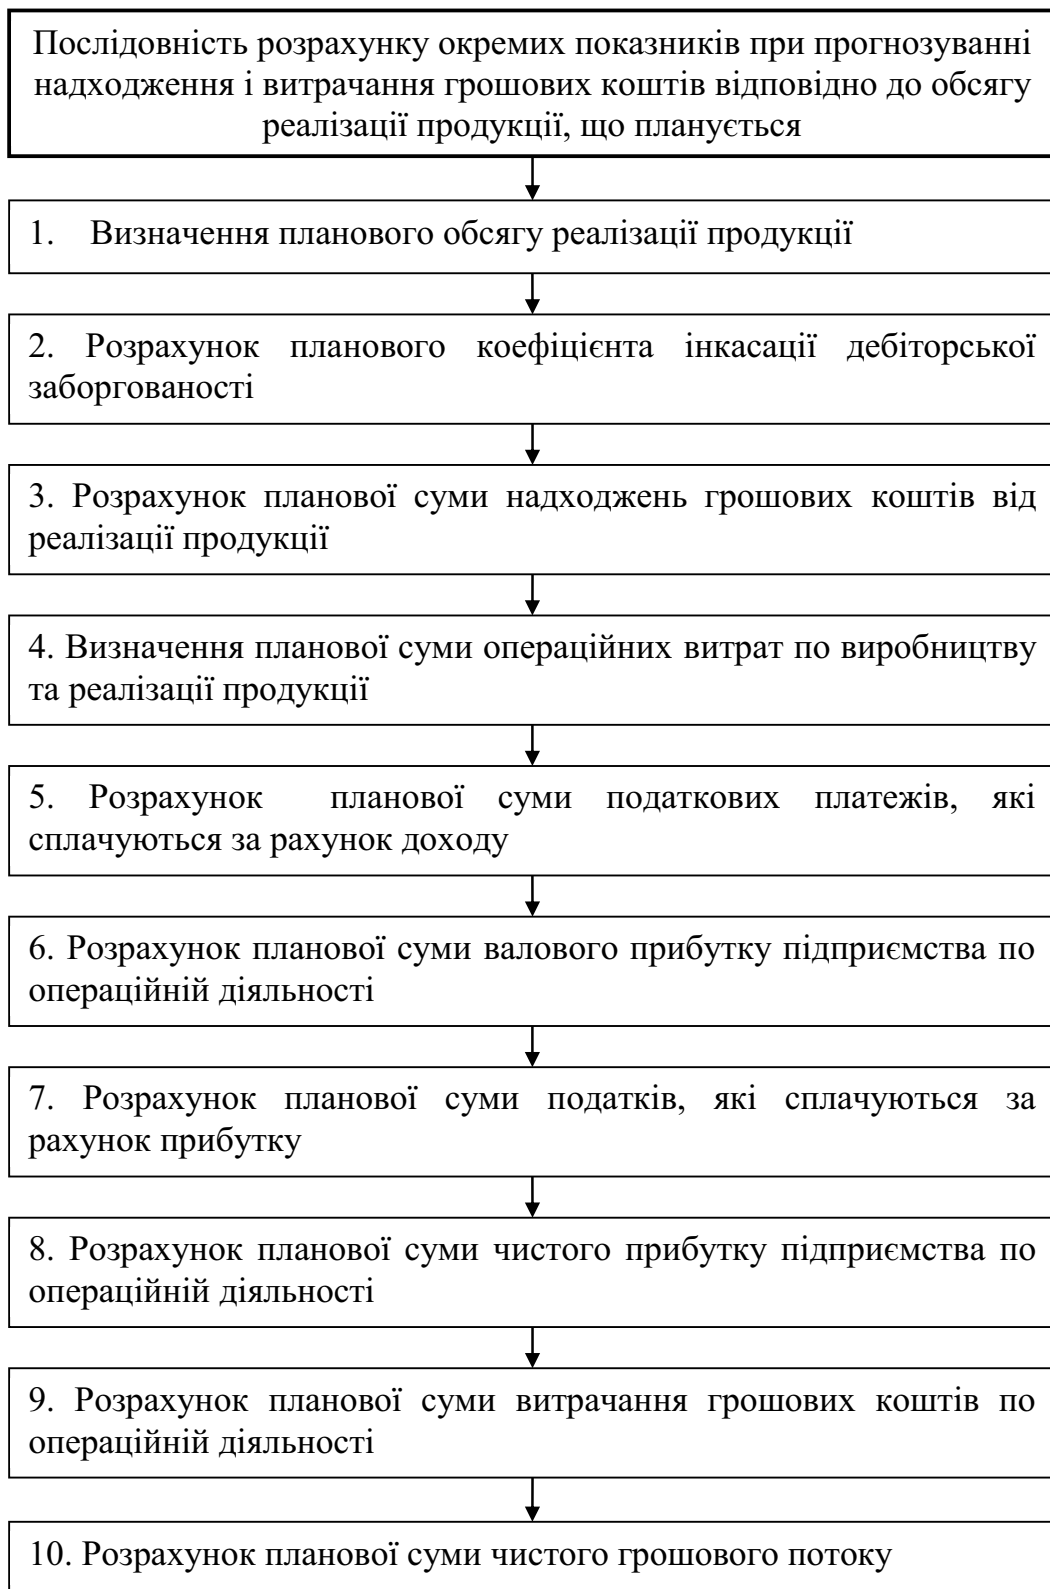 Послідовність розрахунку окремих показників при прогнозуванні
надходження і витрачання грошових коштів відповідно до обсягу
реалізації продукції, що планується
1. Визначення планового обсягу реалізації продукції
2. Розрахунок планового коефіцієнта інкасації дебіторської
заборгованості
3. Розрахунок планової суми надходжень грошових коштів від
реалізації продукції
4. Визначення планової суми операційних витрат по виробництву
та реалізації продукції
5. Розрахунок планової суми податкових платежів, які
сплачуються за рахунок доходу
6. Розрахунок планової суми валового прибутку підприємства по
операційній діяльності
7. Розрахунок планової суми податків, які сплачуються за
рахунок прибутку
8. Розрахунок планової суми чистого прибутку підприємства по
операційній діяльності
9. Розрахунок планової суми витрачання грошових коштів по
операційній діяльності
10. Розрахунок планової суми чистого грошового потоку